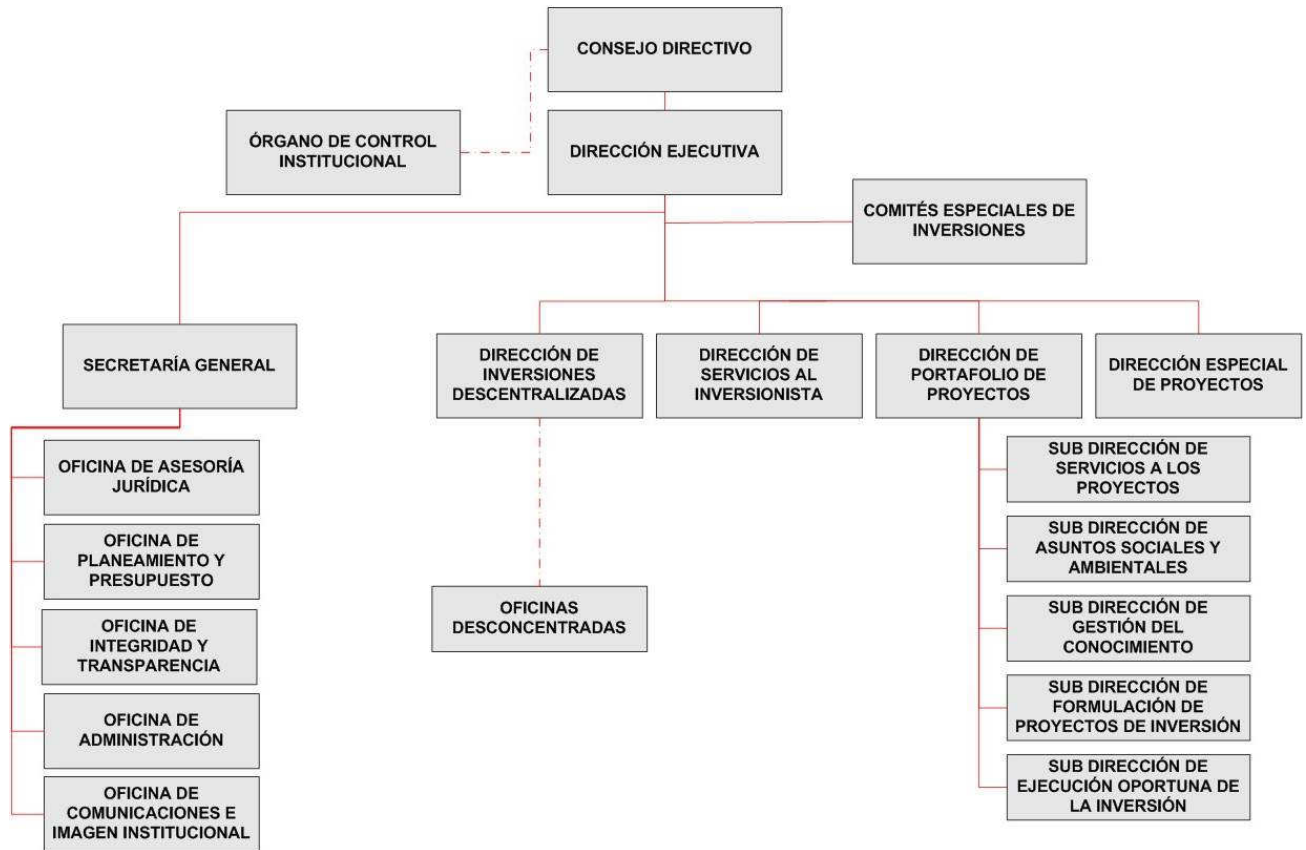 CONSEJO DIRECTIVO
ÓRGANO DE CONTROL
INSTITUCIONAL
DIRECCIÓN EJECUTIVA
COMITÉS ESPECIALES DE
INVERSIONES
SECRETARÍA GENERAL
DIRECCIÓN DE
INVERSIONES
DESCENTRALIZADAS
DIRECCIÓN DE
SERVICIOS AL
INVERSIONISTA
DIRECCIÓN DE
PORTAFOLIO DE
PROYECTOS
DIRECCIÓN ESPECIAL
DE PROYECTOS
OFICINA DE ASESORÍA
JURÍDICA
OFICINA DE
PLANEAMIENTO Y
PRESUPUESTO
OFICINA DE
INTEGRIDAD Y
TRANSPARENCIA
OFICINA DE
ADMINISTRACIÓN
OFICINA DE
COMUNICACIONES E
IMAGEN INSTITUCIONAL
OFICINAS
DESCONCENTRADAS
SUB DIRECCIÓN DE
SERVICIOS A LOS
PROYECTOS
SUB DIRECCIÓN DE
ASUNTOS SOCIALES Y
AMBIENTALES
SUB DIRECCIÓN DE
GESTIÓN DEL
CONOCIMIENTO
SUB DIRECCIÓN DE
FORMULACIÓN DE
PROYECTOS DE INVERSIÓN
SUB DIRECCIÓN DE
EJECUCIÓN OPORTUNA DE
LA INVERSIÓN